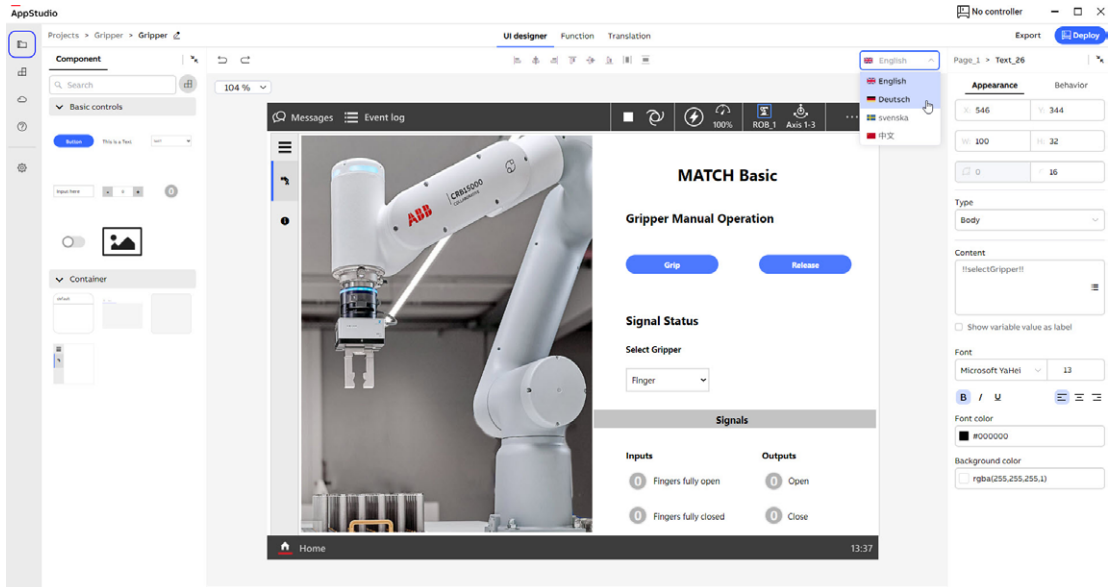 AppStudio
No controller
Projects > Gripper > Gripper
UI designer
Function
Translation
Export
Deploy
Component
Search
Basic controls
Button
This is a Text
Input here
0
Container
default
104 %
English
English
Deutsch
svenska
中文
Messages
Event log
100%
ROB_1
Axis 1-3
...
ABB
CRB15000
COLLABORATIVE
MATCH Basic
Gripper Manual Operation
Grip
Release
Signal Status
Select Gripper
Finger
Signals
Inputs
Outputs
0 Fingers fully open
0 Open
0 Fingers fully closed
0 Close
Home
13:37
Page_1 > Text_26
Appearance
Behavior
X: 546
Y: 344
W: 100
H: 32
0
16
Type
Body
Content
!!selectGripper!!
Show variable value as label
Font
Microsoft YaHei
13
B I U
Font color
#000000
Background color
rgba(255,255,255,1)